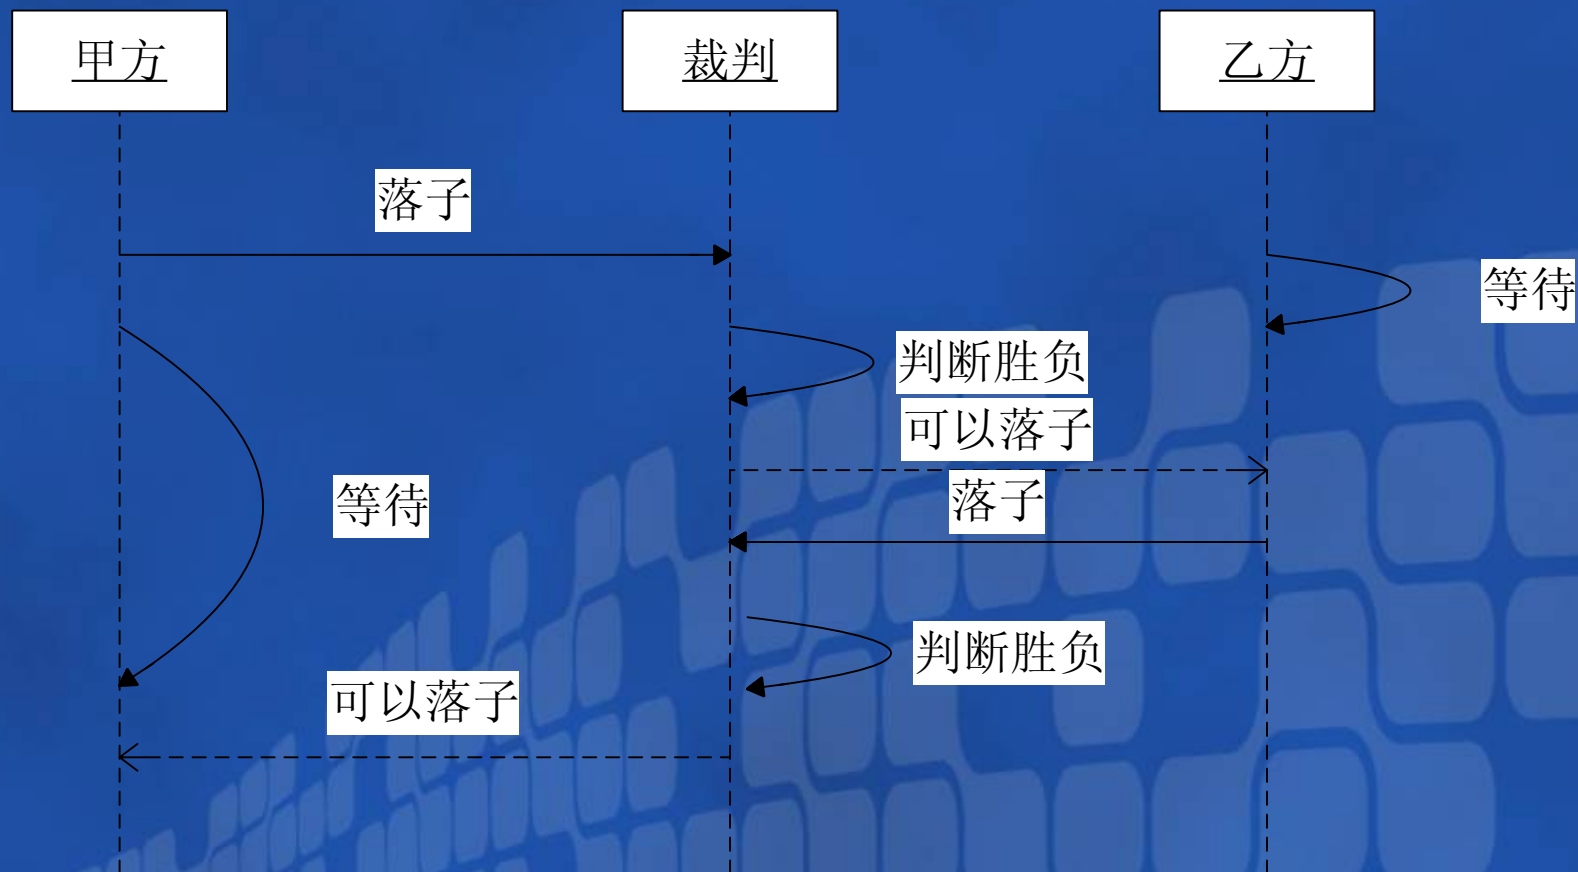 甲方
裁判
乙方
落子
等待
判断胜负
可以落子
落子
等待
判断胜负
可以落子